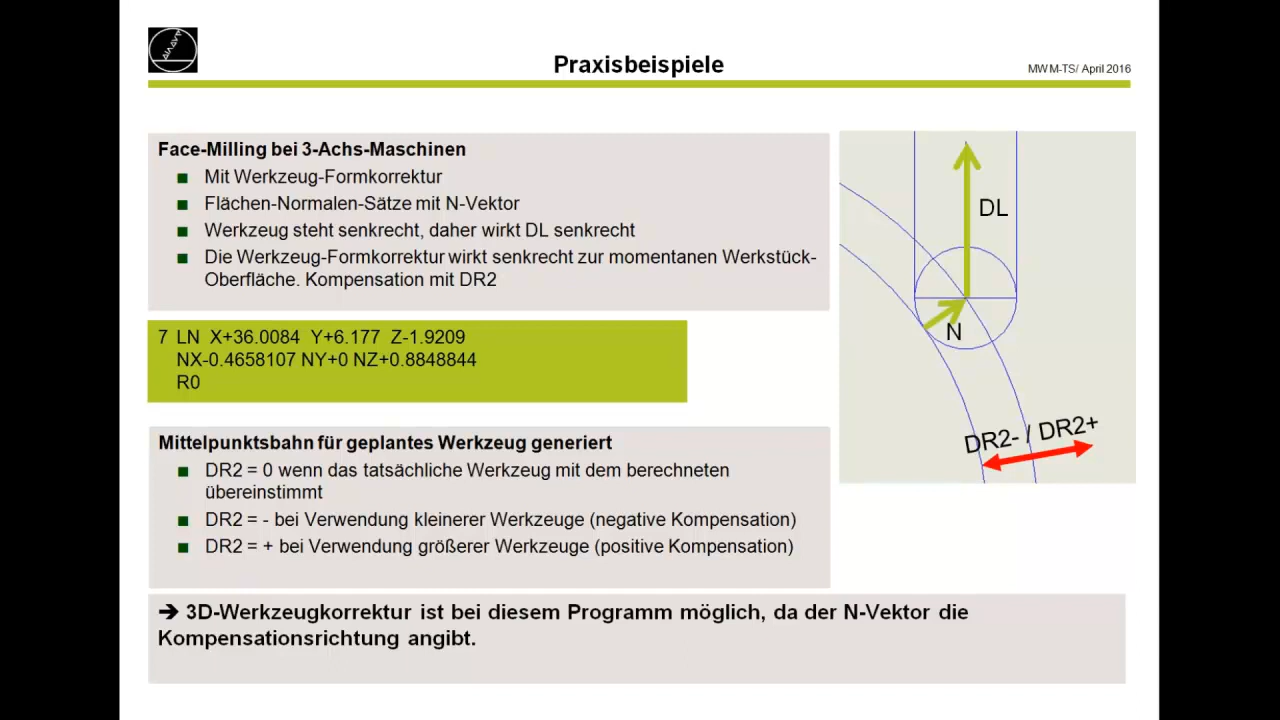 Praxisbeispiele
MWM-TS/ April 2016
Face-Milling bei 3-Achs-Maschinen
Mit Werkzeug-Formkorrektur
Flächen-Normalen-Sätze mit N-Vektor
Werkzeug steht senkrecht, daher wirkt DL senkrecht
Die Werkzeug-Formkorrektur wirkt senkrecht zur momentanen Werkstück-
Oberfläche. Kompensation mit DR2
7 LN X+36.0084 Y+6.177 Z-1.9209
NX-0.4658107 NY+0 NZ+0.8848844
R0
Mittelpunktsbahn für geplantes Werkzeug generiert
DR2 = 0 wenn das tatsächliche Werkzeug mit dem berechneten
übereinstimmt
DR2 = - bei Verwendung kleinerer Werkzeuge (negative Kompensation)
DR2 = + bei Verwendung größerer Werkzeuge (positive Kompensation)
➔ 3D-Werkzeugkorrektur ist bei diesem Programm möglich, da der N-Vektor die
Kompensationsrichtung angibt.
DL
N
DR2- / DR2+